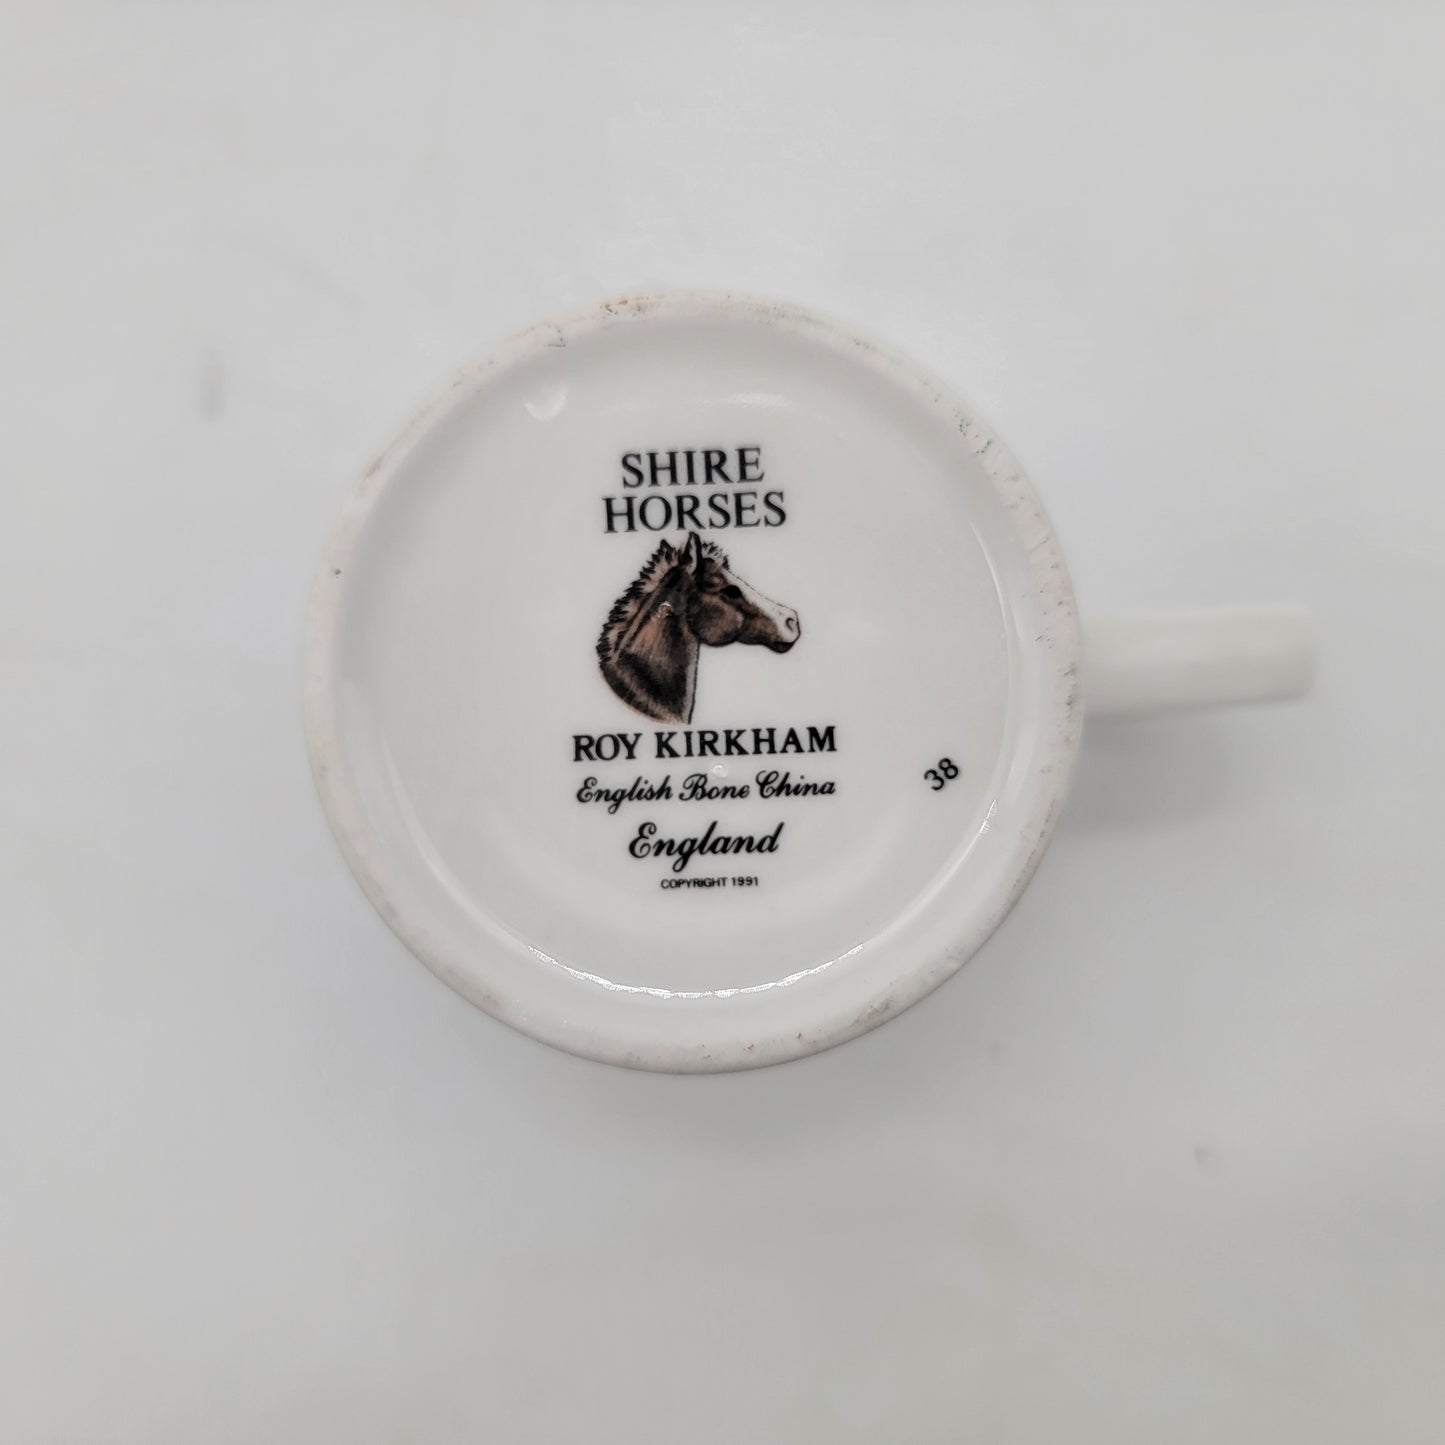 SHIRE
HORSES
ROY KIRKHAM
English Bone China
England
COPYRIGHT 1991
38